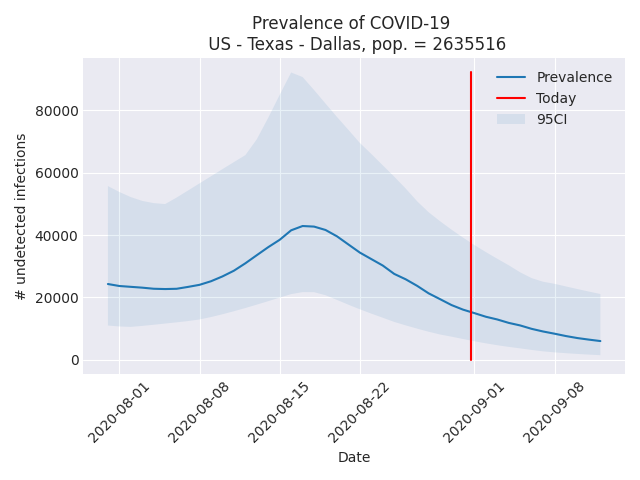 Prevalence of COVID-19
US - Texas - Dallas, pop. = 2635516
Prevalence
Today
95CI
# undetected infections
80000
60000
40000
20000
0
2020-08-01
2020-08-08
2020-08-15
2020-08-22
2020-09-01
2020-09-08
Date